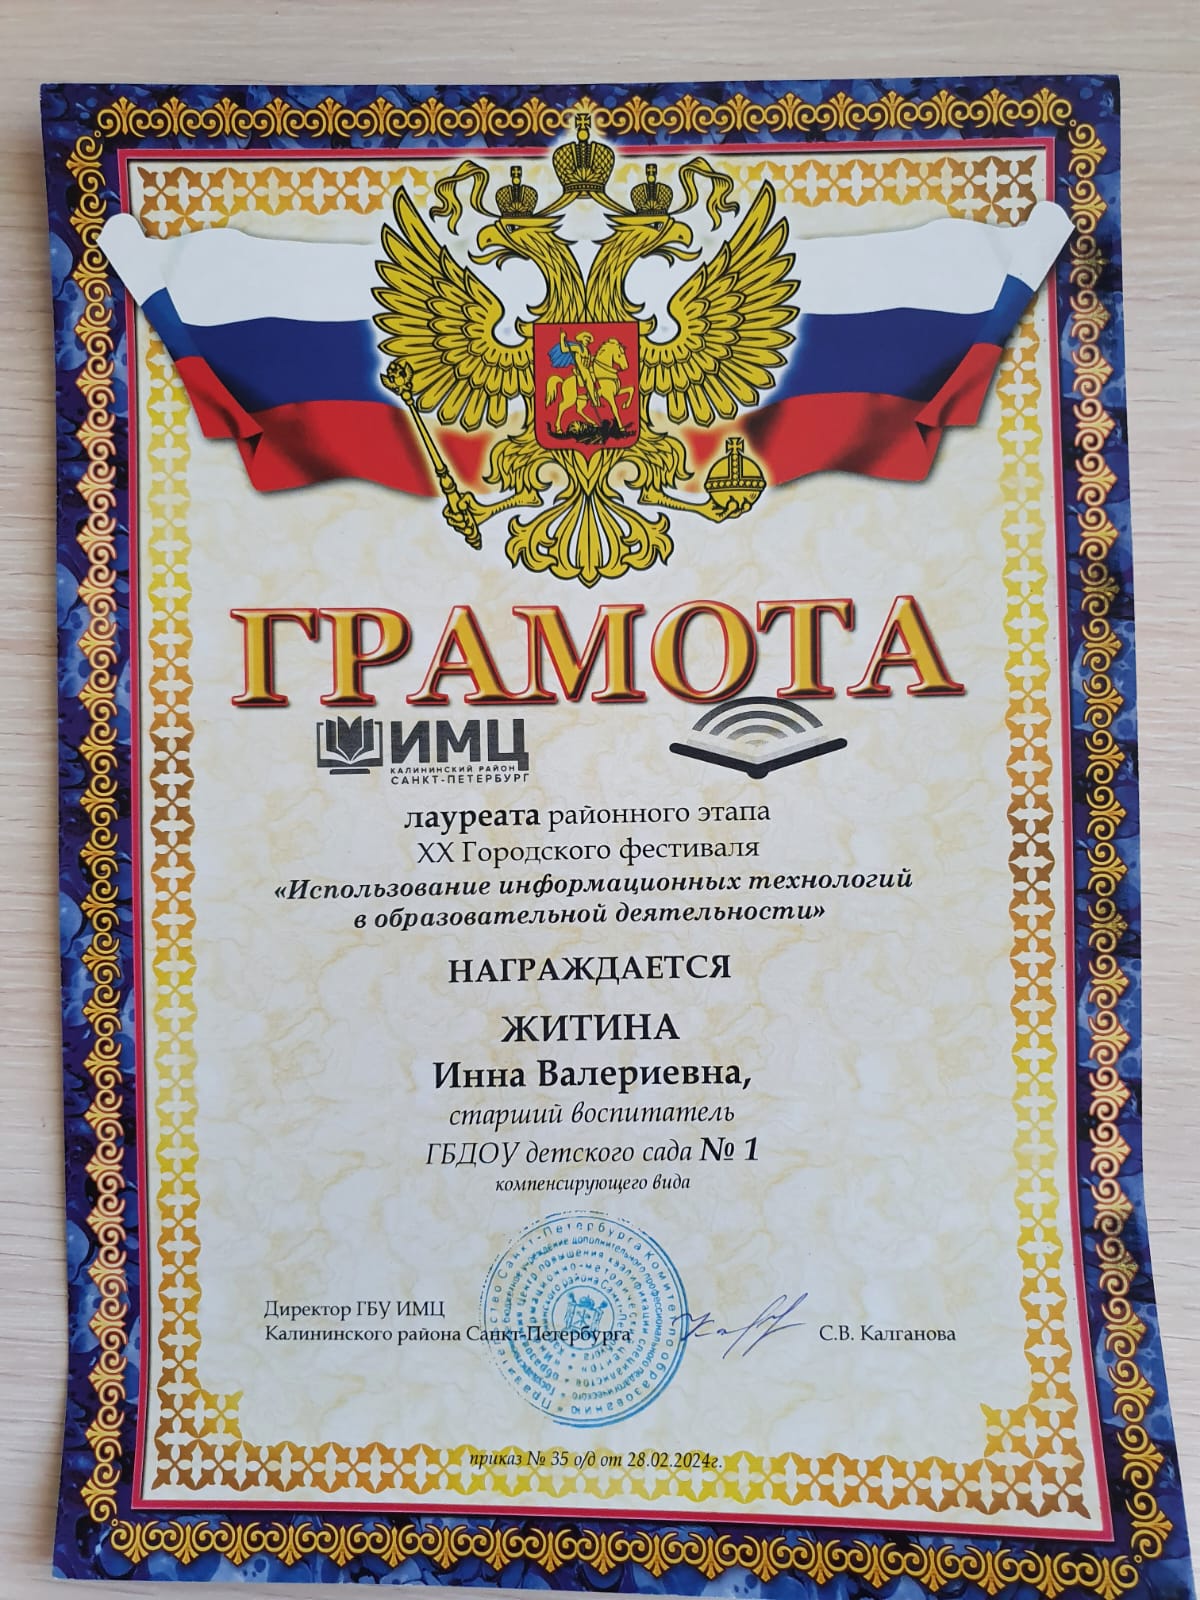 ГРАМОТА
ИМЦ
КАЛИНИНСКИЙ РАЙОН
САНКТ-ПЕТЕРБУРГ
лауреата районного этапа
XX Городского фестиваля
«Использование информационных технологий
в образовательной деятельности»
НАГРАЖДАЕТСЯ
ЖИТИНА
Инна Валериевна,
старший воспитатель
ГБДОУ детского сада № 1
компенсирующего вида
Директор ГБУ ИМЦ
Калининского района Санкт-Петербурга
С.В. Калганова
приказ № 35 о/д от 28.02.2024г.